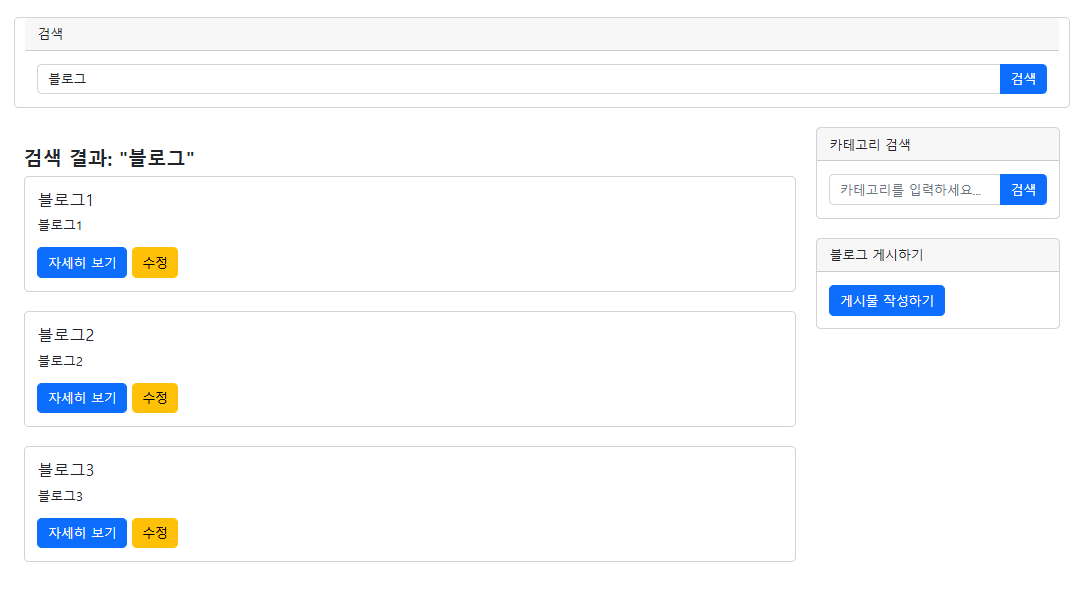 검색
블로그 검색
검색 결과: "블로그"
블로그1
블로그1
자세히 보기 수정
블로그2
블로그2
자세히 보기 수정
블로그3
블로그3
자세히 보기 수정
카테고리 검색
카테고리를 입력하세요... 검색
블로그 게시하기
게시물 작성하기